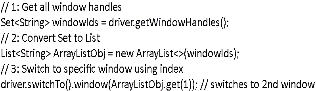 // 1: Get all window handles
Set<String> windowIds = driver.getWindowHandles();
// 2: Convert Set to List
List<String> ArrayListObj = new ArrayList<>(windowIds);
// 3: Switch to specific window using index
driver.switchTo().window(ArrayListObj.get(1)); // switches to 2nd window